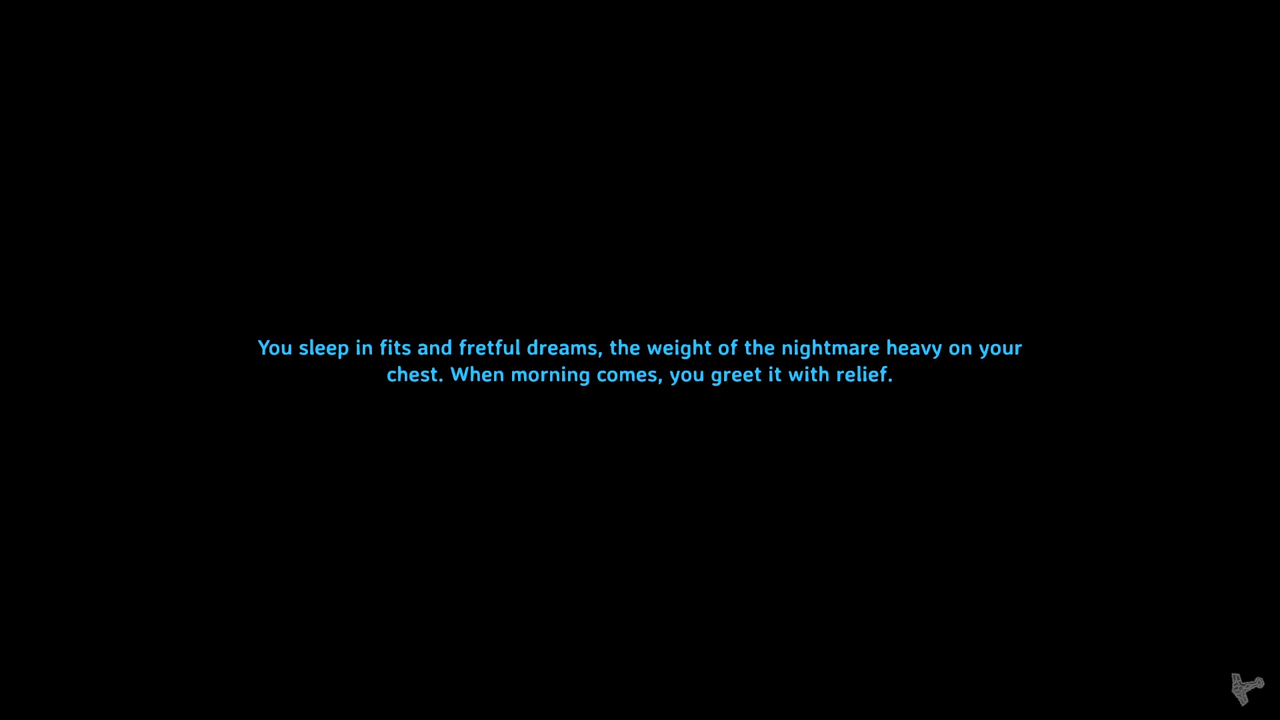 You sleep in fits and fretful dreams, the weight of the nightmare heavy on your
chest. When morning comes, you greet it with relief.